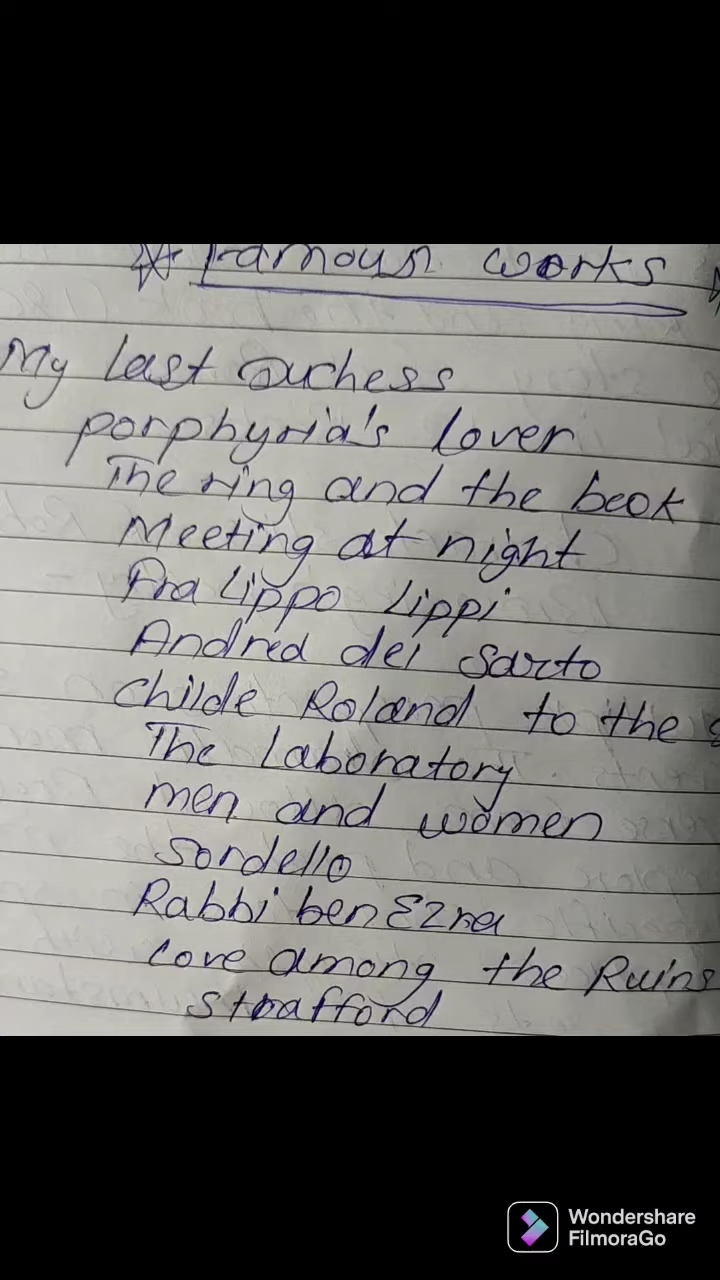 Famous works
My Last Duchess
porphyria's lover
The ring and the book
Meeting at night
Fra Lippo Lippi
Andrea del Sarto
Childe Roland to the
The Laboratory
men and women
Sordello
Rabbi ben Ezra
Love among the Ruins
Strafford
Wondershare
FilmoraGo